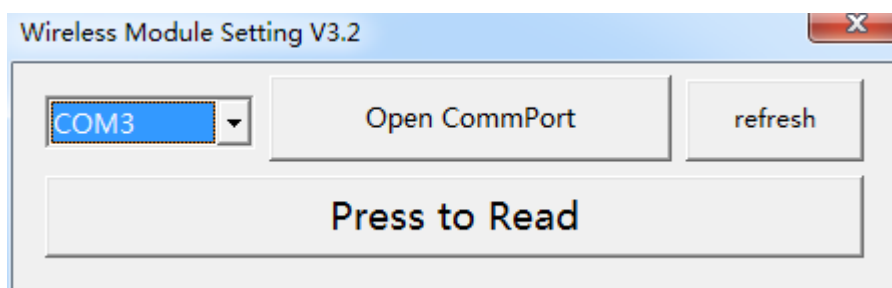 Wireless Module Setting V3.2
COM3 Open CommPort refresh
Press to Read